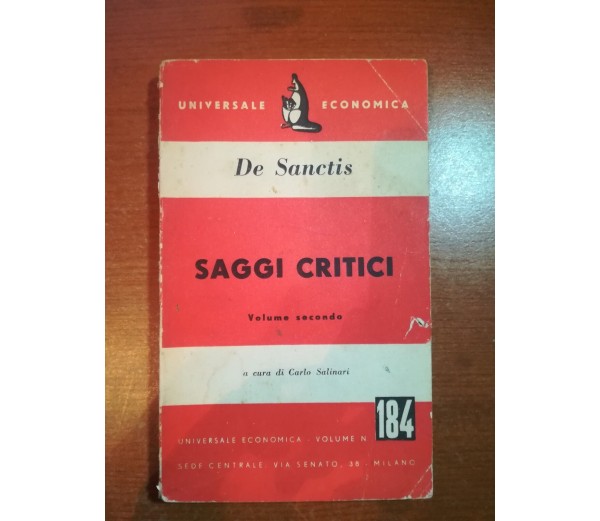 UNIVERSALE ECONOMICA
De Sanctis
SAGGI CRITICI
Volume secondo
a cura di Carlo Salinari
184
UNIVERSALE ECONOMICA - VOLUME N
SEDE CENTRALE VIA SENATO, 38 - MILANO